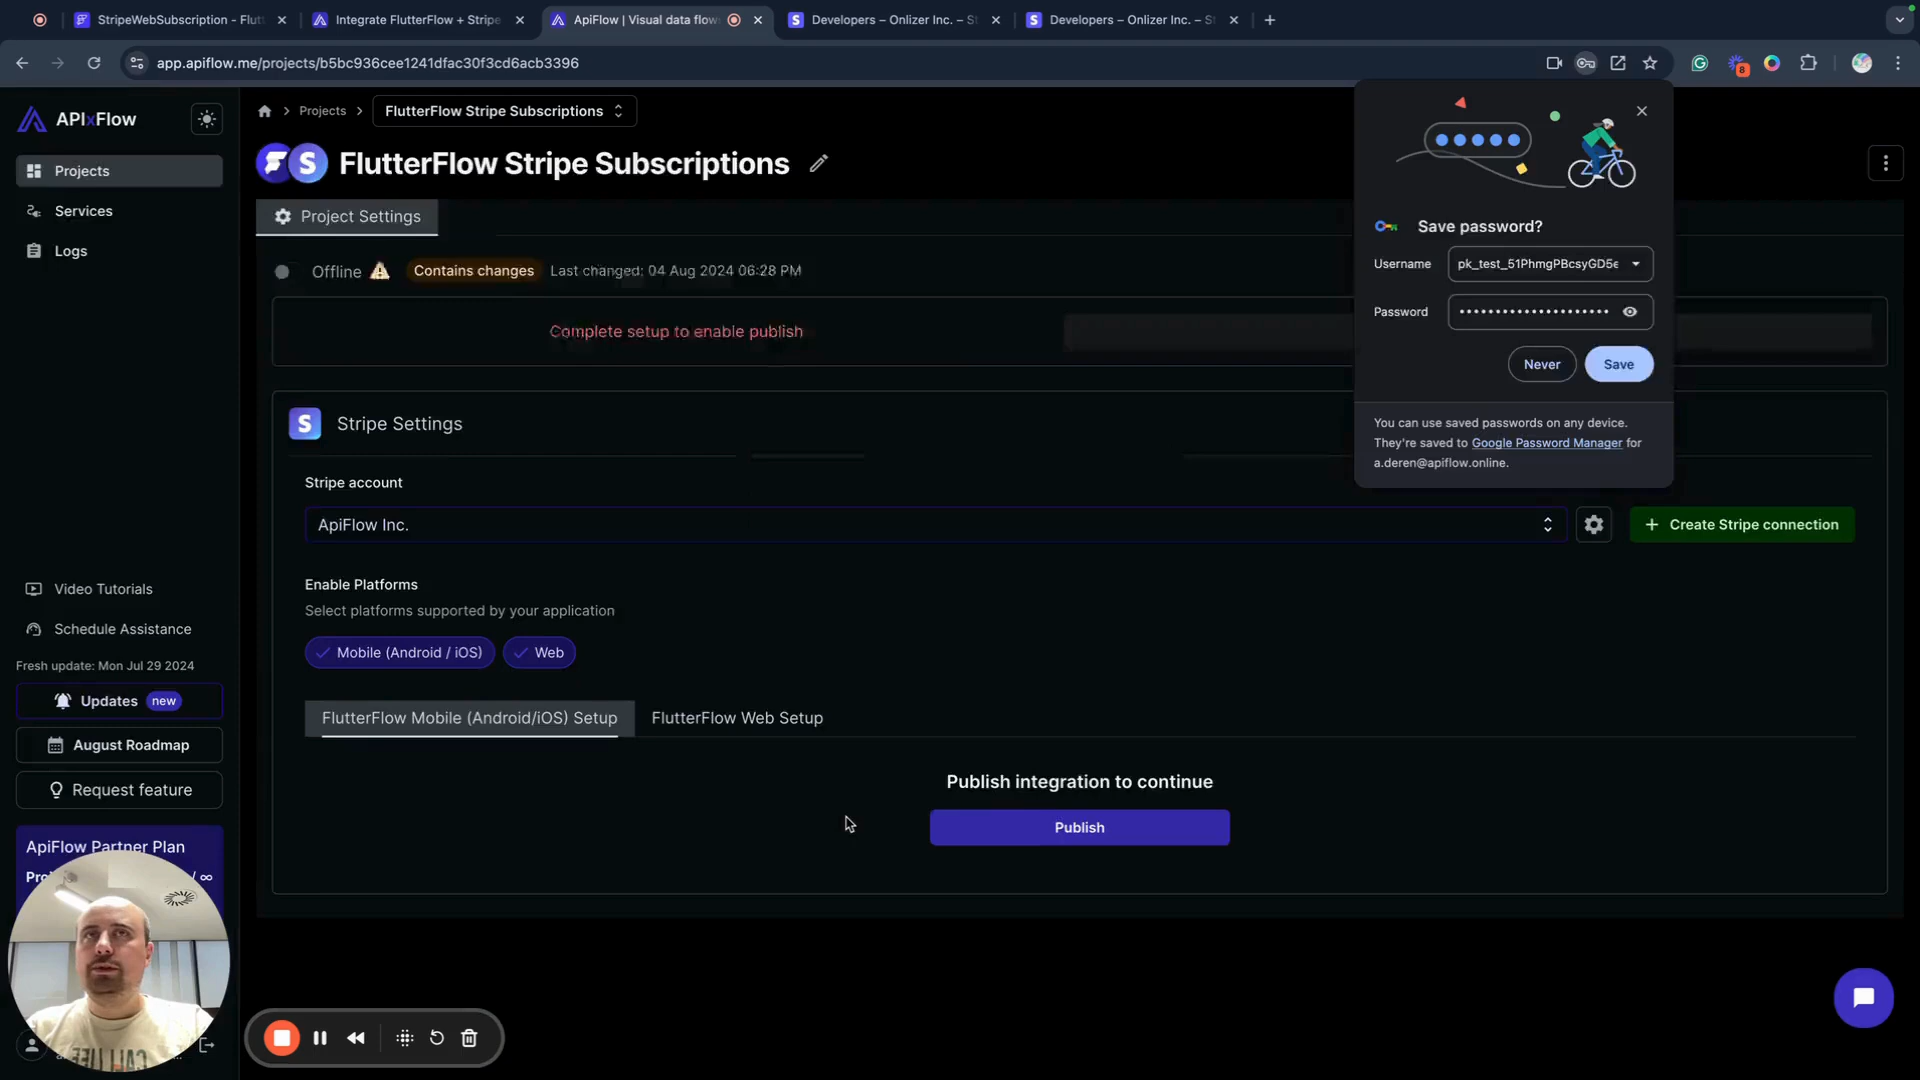 StripeWebSubscription - Flutt
Integrate FlutterFlow + Stripe
ApiFlow | Visual data flow
Developers – Onlizer Inc. – St
Developers – Onlizer Inc. – St
app.apiflow.me/projects/b5bc936cee1241dfac30f3cd6acb3396
8
APIxFlow
Projects
Services
Logs
Video Tutorials
Schedule Assistance
Fresh update: Mon Jul 29 2024
Updates new
August Roadmap
Request feature
ApiFlow Partner Plan
/ ∞
Projects
FlutterFlow Stripe Subscriptions
FlutterFlow Stripe Subscriptions
Project Settings
Offline
Contains changes
Last changed: 04 Aug 2024 06:28 PM
Complete setup to enable publish
S Stripe Settings
Stripe account
ApiFlow Inc.
Create Stripe connection
Enable Platforms
Select platforms supported by your application
Mobile (Android / iOS)
Web
FlutterFlow Mobile (Android/iOS) Setup
FlutterFlow Web Setup
Publish integration to continue
Publish
Save password?
Username
pk_test_51PhmgPBcsyGD5e
Password
Never
Save
You can use saved passwords on any device.
They're saved to Google Password Manager for
a.deren@apiflow.online.